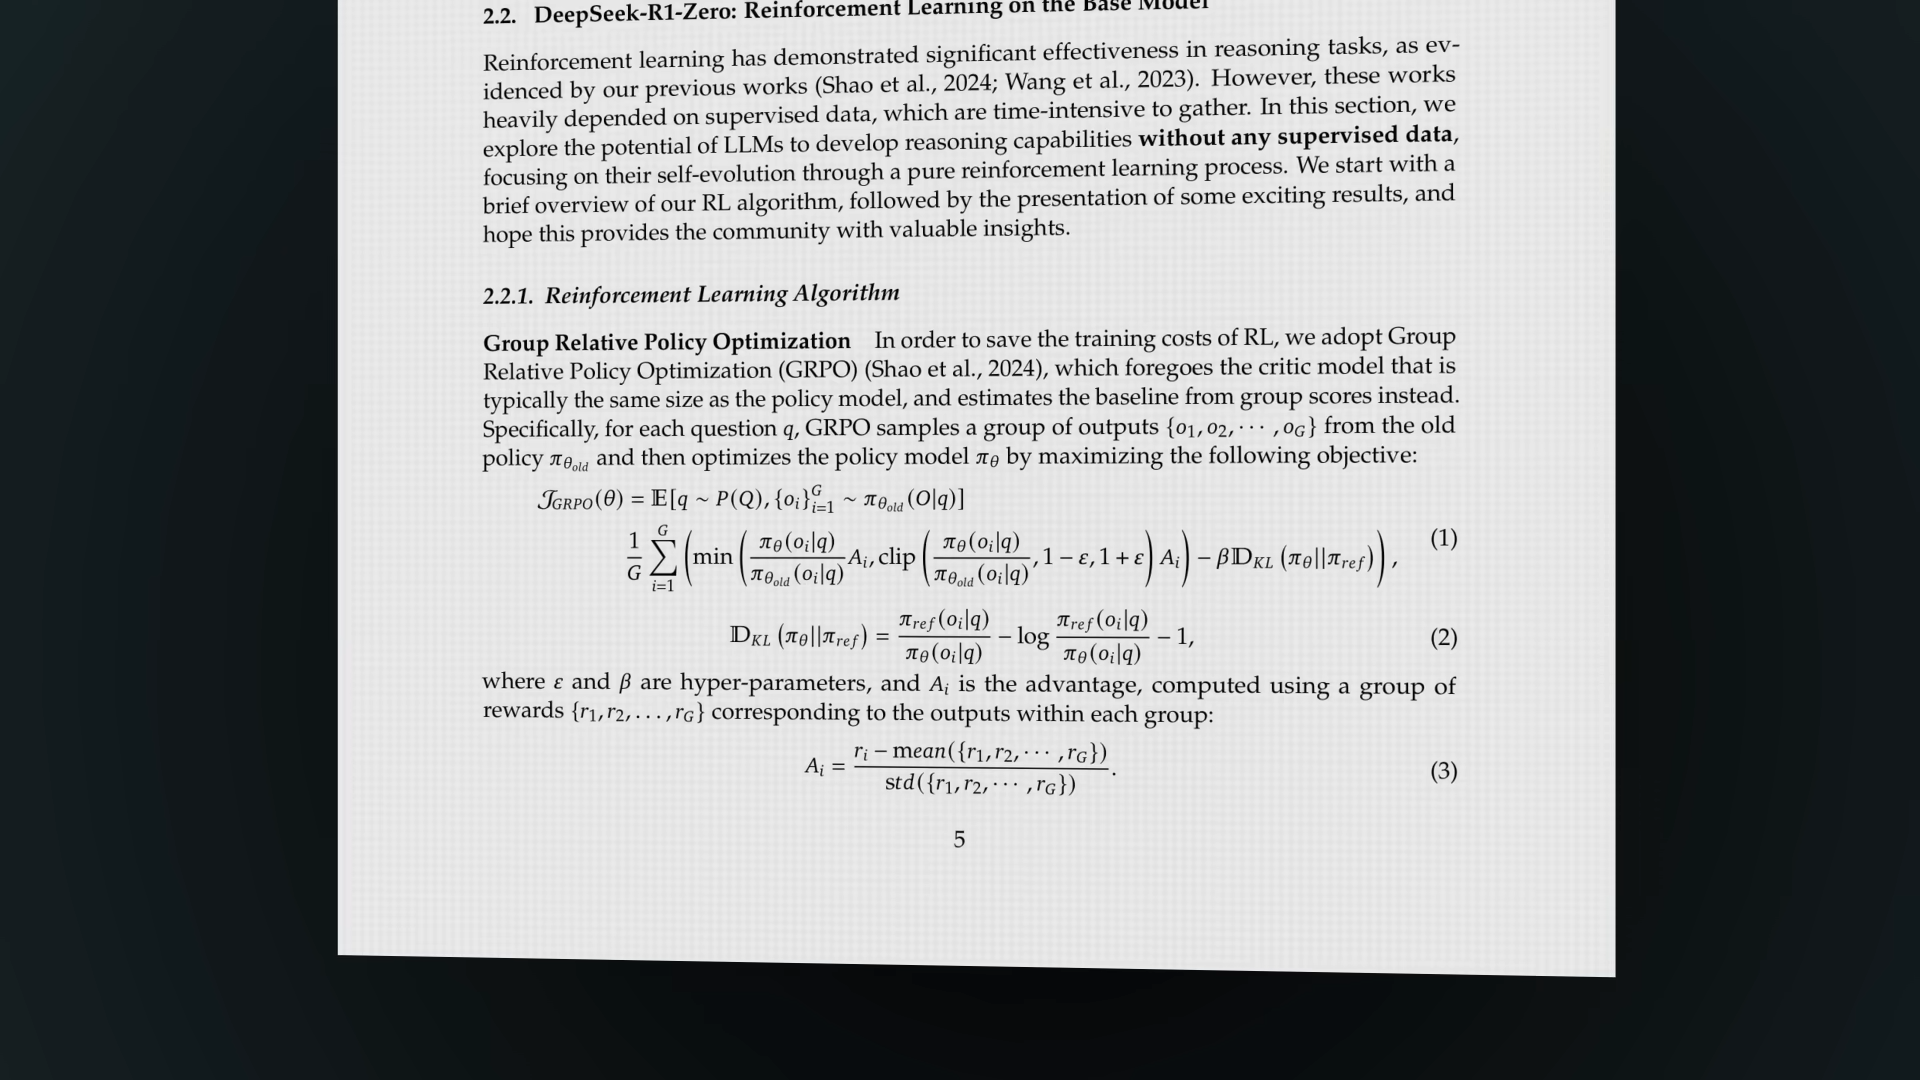 2.2. DeepSeek-R1-Zero: Reinforcement Learning on the Base Model
Reinforcement learning has demonstrated significant effectiveness in reasoning tasks, as ev-
idenced by our previous works (Shao et al., 2024; Wang et al., 2023). However, these works
heavily depended on supervised data, which are time-intensive to gather. In this section, we
explore the potential of LLMs to develop reasoning capabilities without any supervised data,
focusing on their self-evolution through a pure reinforcement learning process. We start with a
brief overview of our RL algorithm, followed by the presentation of some exciting results, and
hope this provides the community with valuable insights.
2.2.1. Reinforcement Learning Algorithm
Group Relative Policy Optimization In order to save the training costs of RL, we adopt Group
Relative Policy Optimization (GRPO) (Shao et al., 2024), which foregoes the critic model that is
typically the same size as the policy model, and estimates the baseline from group scores instead.
Specifically, for each question q, GRPO samples a group of outputs {o₁, o₂, ⋯ , o_G} from the old
policy π_θ_old and then optimizes the policy model π_θ by maximizing the following objective:
𝒥_GRPO(θ) = 𝔼[q ~ P(Q), {o_i}_{i=1}^G ~ π_θ_old(O|q)]
1/G ∑_{i=1}^G (min (π_θ(o_i|q)/π_θ_old(o_i|q) A_i, clip (π_θ(o_i|q)/π_θ_old(o_i|q), 1 − ε, 1 + ε) A_i) − β𝔻_KL (π_θ||π_ref)), (1)
𝔻_KL (π_θ||π_ref) = π_ref(o_i|q)/π_θ(o_i|q) − log π_ref(o_i|q)/π_θ(o_i|q) − 1, (2)
where ε and β are hyper-parameters, and A_i is the advantage, computed using a group of
rewards {r₁, r₂, . . . , r_G} corresponding to the outputs within each group:
A_i = r_i − mean({r₁, r₂, ⋯ , r_G})/std({r₁, r₂, ⋯ , r_G}). (3)
5